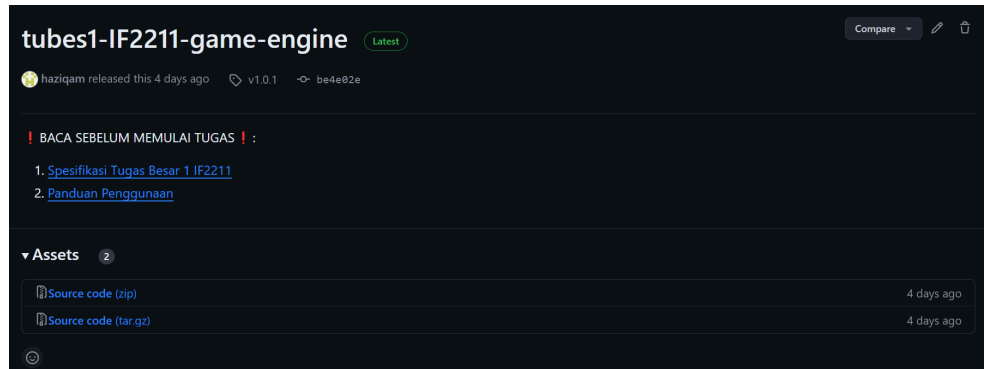 tubes1-IF2211-game-engine Latest
Compare
haziqam released this 4 days ago v1.0.1 be4e02e
❗ BACA SEBELUM MEMULAI TUGAS ❗ :
1. Spesifikasi Tugas Besar 1 IF2211
2. Panduan Penggunaan
Assets 2
Source code (zip) 4 days ago
Source code (tar.gz) 4 days ago